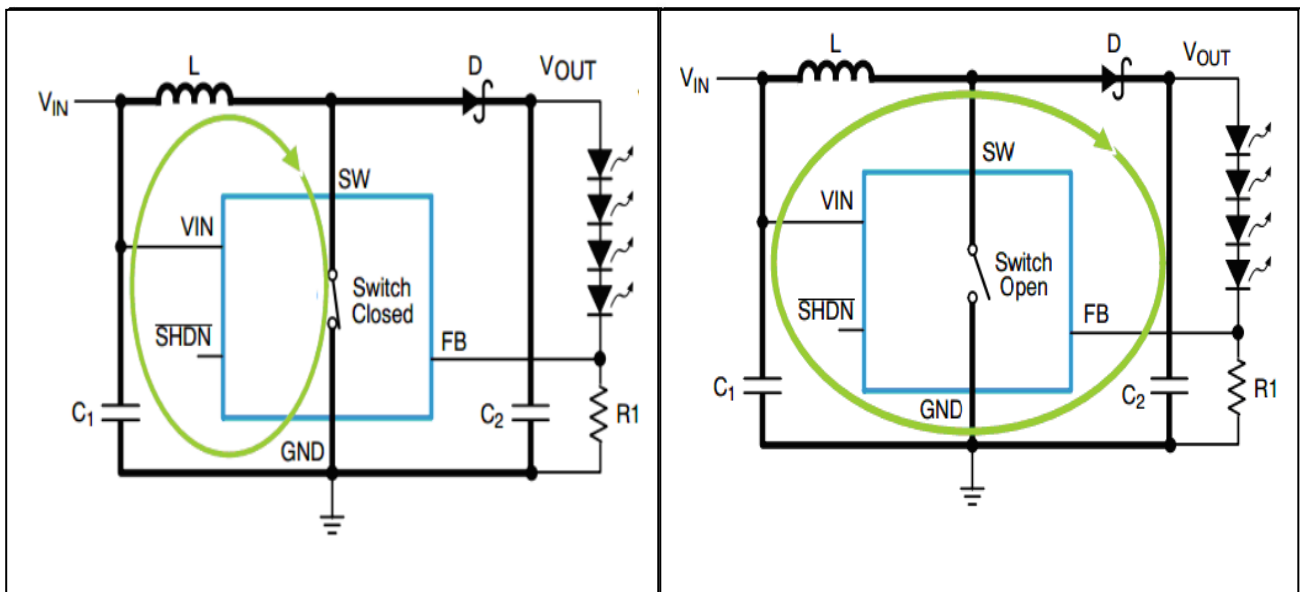 L
D
VOUT
VIN
SW
VIN
Switch
Closed
SHDN
FB
C1
C2
R1
GND
L
D
VOUT
VIN
SW
VIN
Switch
Open
SHDN
FB
C1
C2
R1
GND